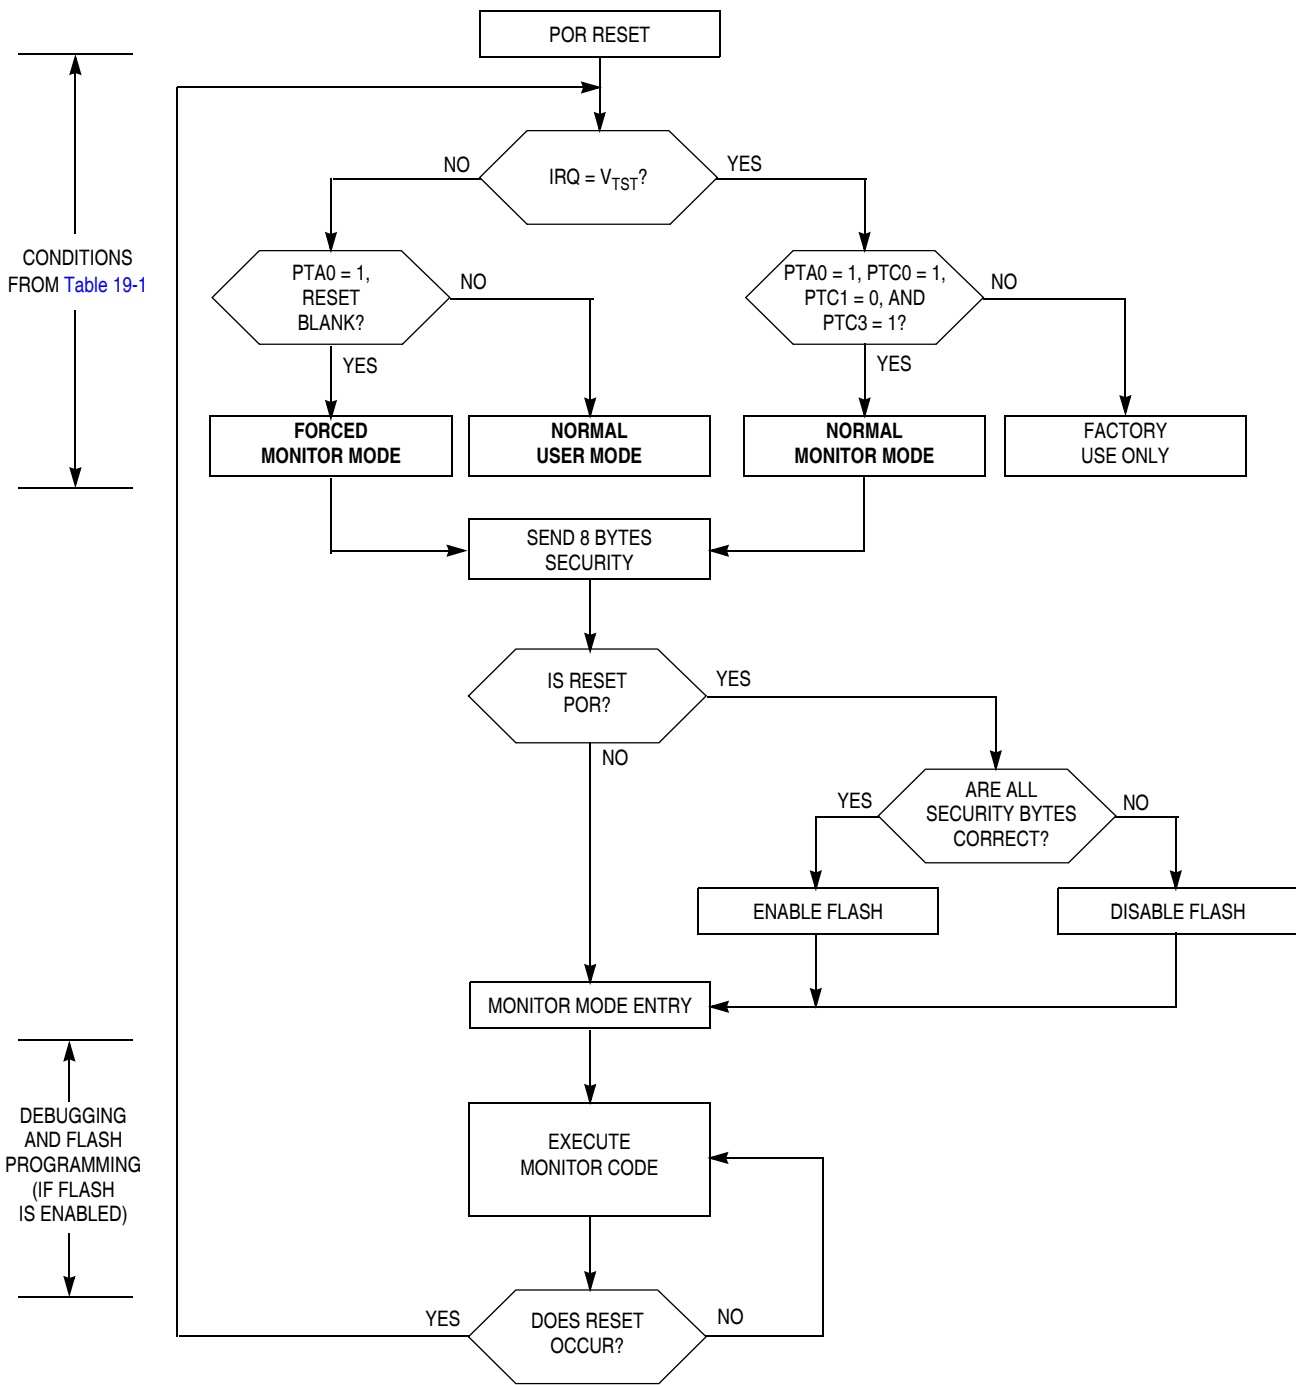 POR RESET
NO
IRQ = VTST?
YES
CONDITIONS
FROM Table 19-1
PTA0 = 1,
RESET
BLANK?
NO
YES
PTA0 = 1, PTC0 = 1,
PTC1 = 0, AND
PTC3 = 1?
NO
YES
FORCED
MONITOR MODE
NORMAL
USER MODE
NORMAL
MONITOR MODE
FACTORY
USE ONLY
SEND 8 BYTES
SECURITY
IS RESET
POR?
YES
NO
YES
ARE ALL
SECURITY BYTES
CORRECT?
NO
ENABLE FLASH
DISABLE FLASH
MONITOR MODE ENTRY
DEBUGGING
AND FLASH
PROGRAMMING
(IF FLASH
IS ENABLED)
EXECUTE
MONITOR CODE
YES
DOES RESET
OCCUR?
NO